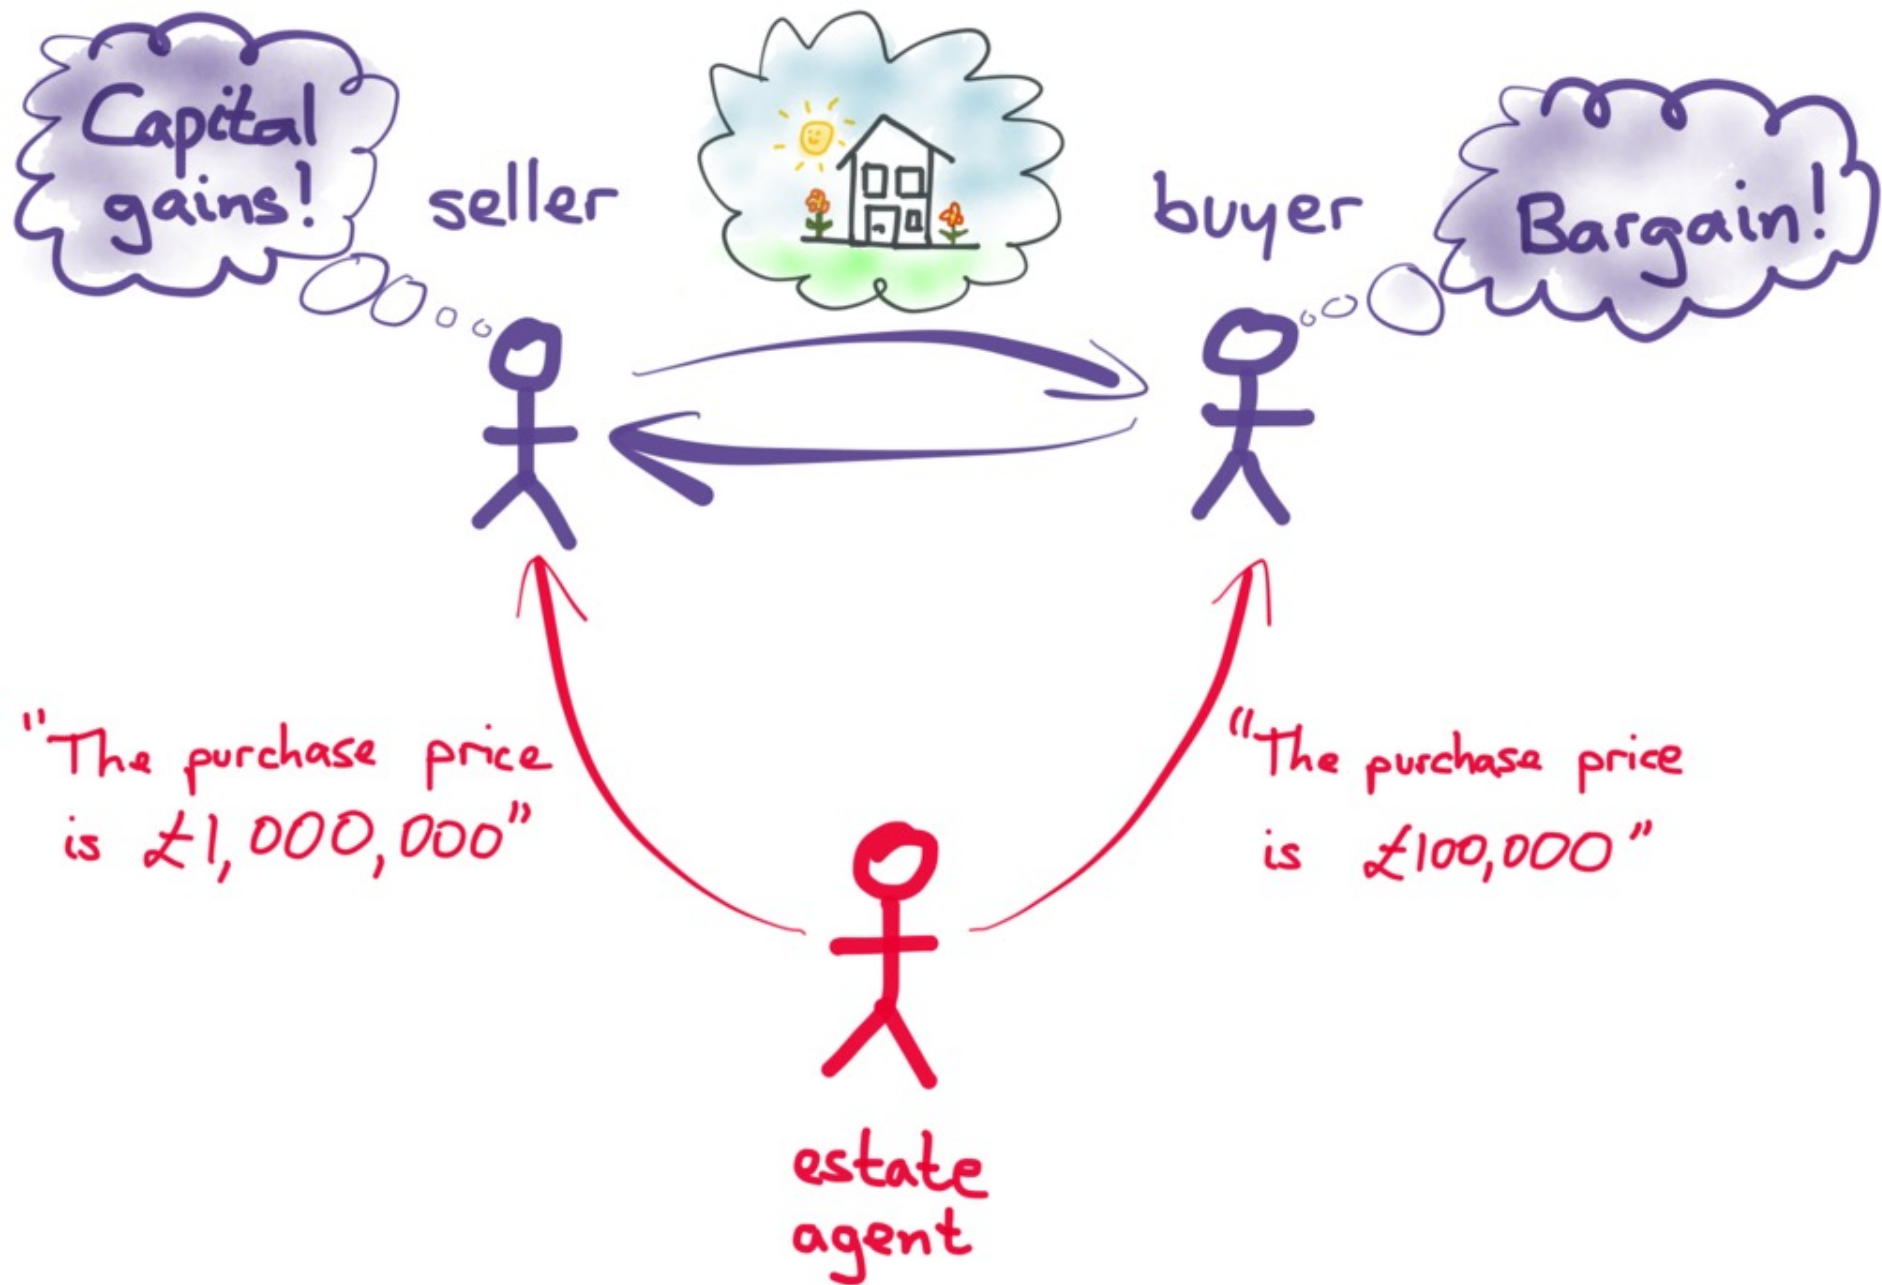 Capital
gains!
seller
buyer
Bargain!
"The purchase price
is £1,000,000"
"The purchase price
is £100,000"
estate
agent